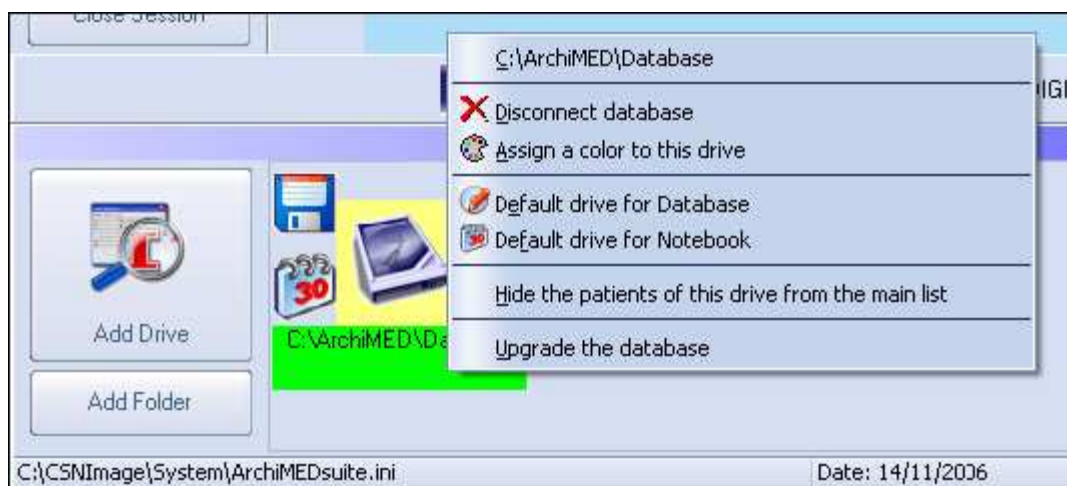 Close Session
C:\ArchiMED\Database
Disconnect database
Assign a color to this drive
Default drive for Database
Default drive for Notebook
Hide the patients of this drive from the main list
Upgrade the database
30
Add Drive
C:\ArchiMED\Da
Add Folder
C:\CSNImage\System\ArchiMEDsuite.ini
Date: 14/11/2006